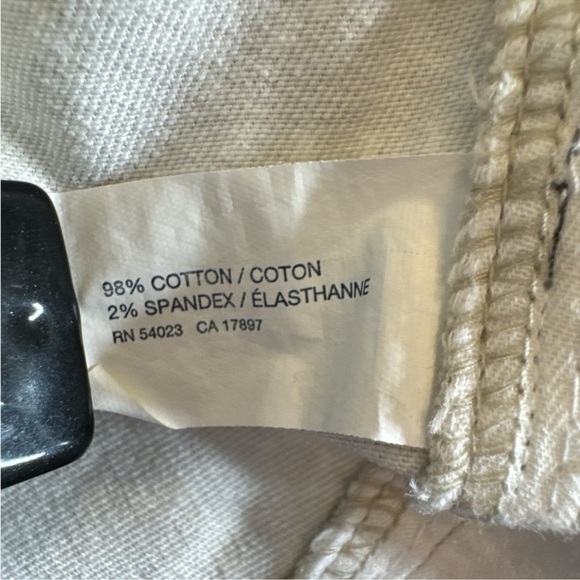 98% COTTON / COTON
2% SPANDEX / ÉLASTHANNE
RN 54023 CA 17897